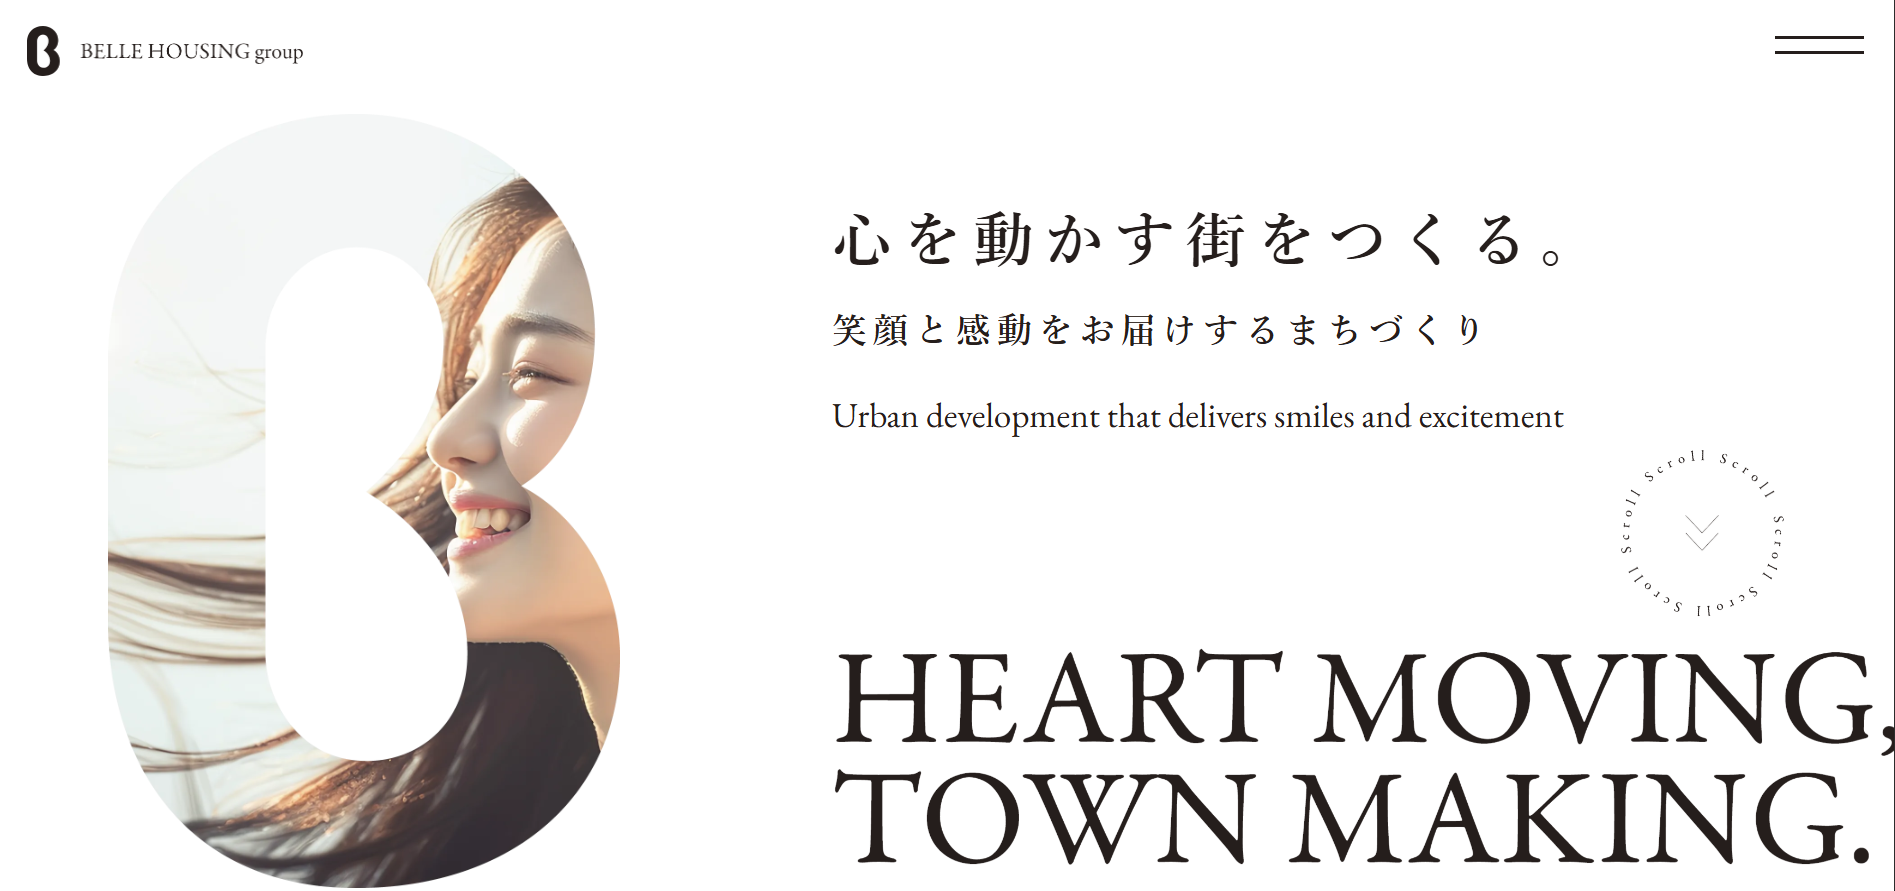 BELLE HOUSING group
心を動かす街をつくる。
笑顔と感動をお届けするまちづくり
Urban development that delivers smiles and excitement
Scroll Scroll Scroll Scroll Scroll Scroll
HEART MOVING,
TOWN MAKING.